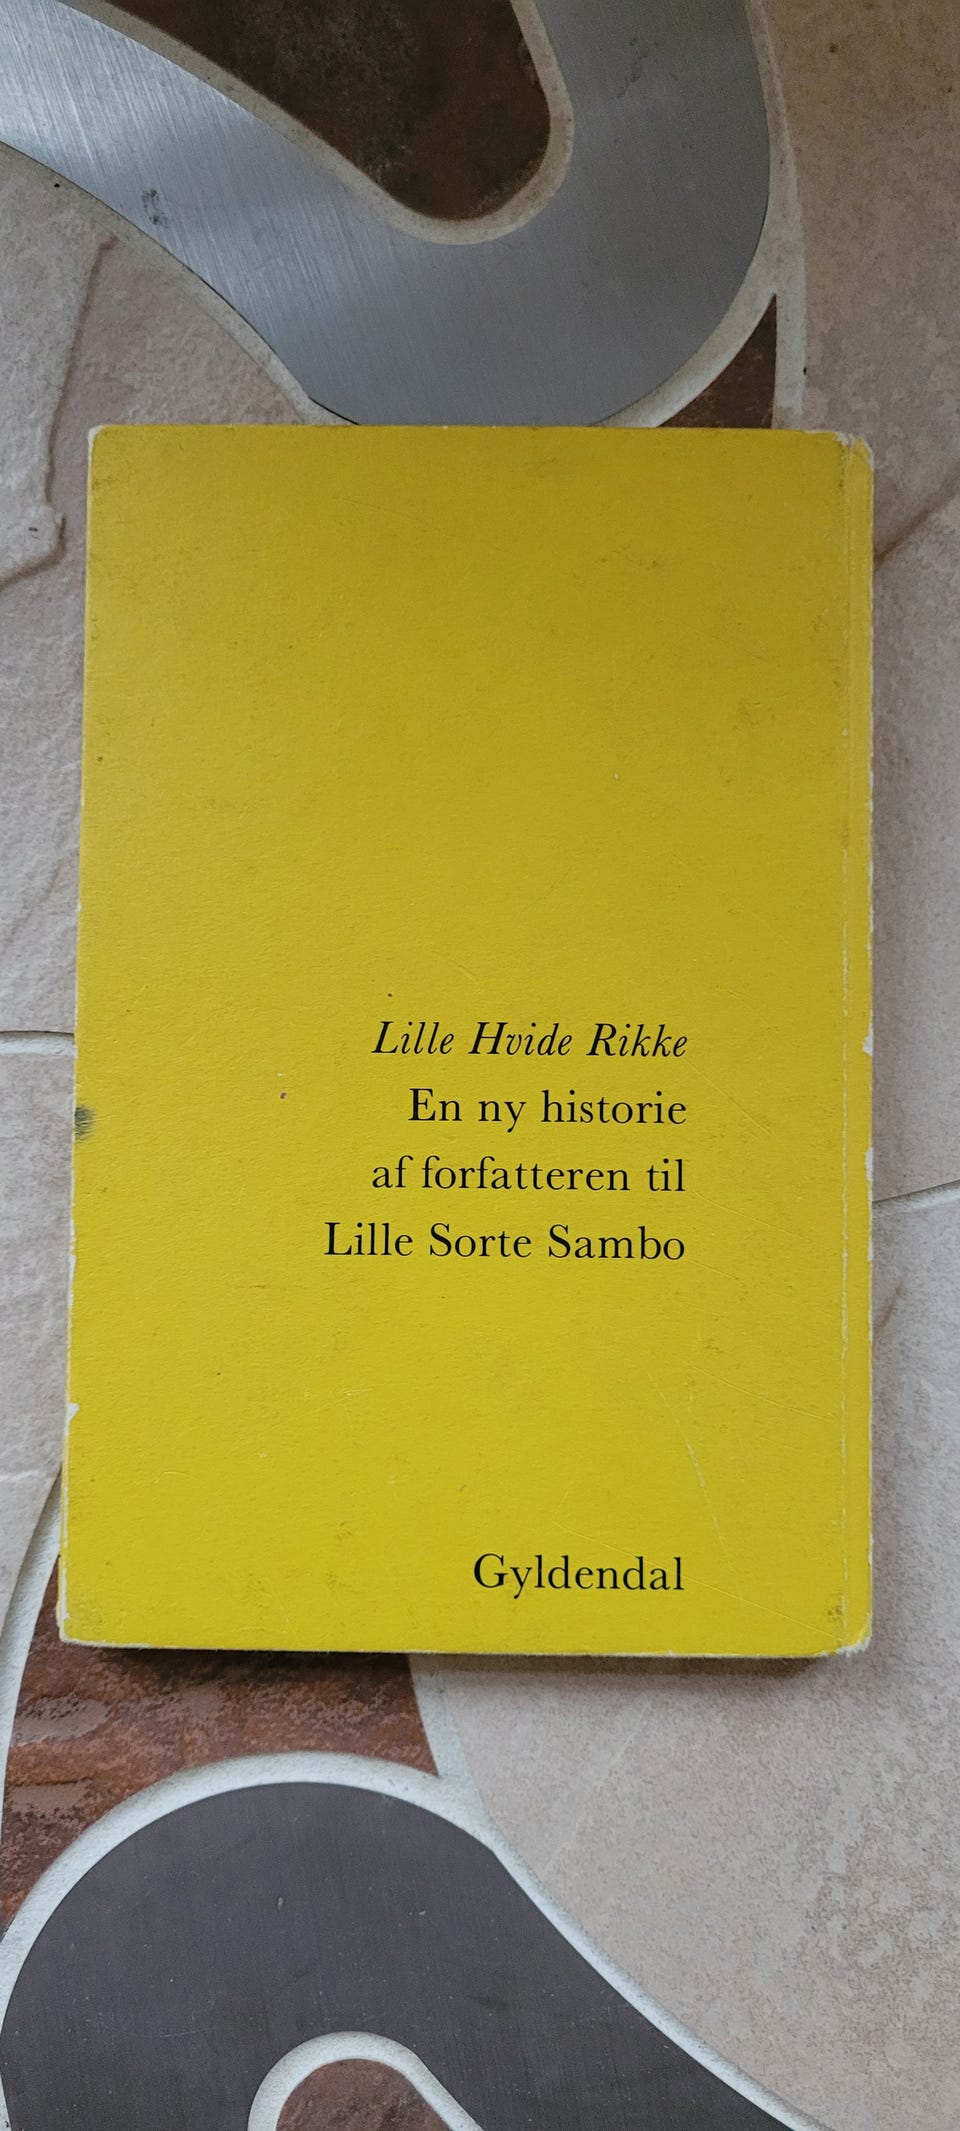 Lille Hvide Rikke
En ny historie
af forfatteren til
Lille Sorte Sambo
Gyldendal